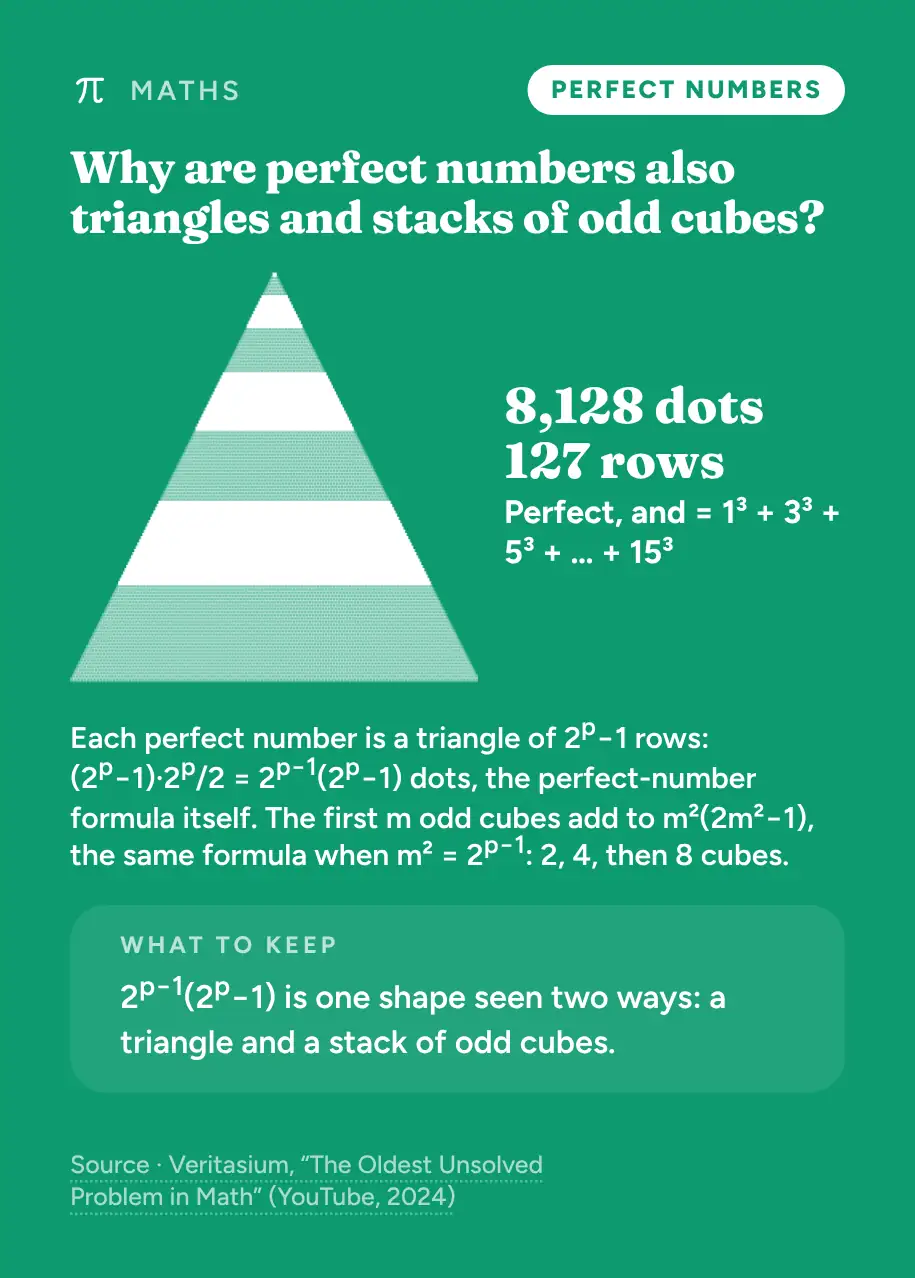 π MATHS
PERFECT NUMBERS
Why are perfect numbers also
triangles and stacks of odd cubes?
8,128 dots
127 rows
Perfect, and = 1³ + 3³ +
5³ + … + 15³
Each perfect number is a triangle of 2ᵖ−1 rows:
(2ᵖ−1)·2ᵖ/2 = 2ᵖ⁻¹(2ᵖ−1) dots, the perfect-number
formula itself. The first m odd cubes add to m²(2m²−1),
the same formula when m² = 2ᵖ⁻¹: 2, 4, then 8 cubes.
WHAT TO KEEP
2ᵖ⁻¹(2ᵖ−1) is one shape seen two ways: a
triangle and a stack of odd cubes.
Source · Veritasium, “The Oldest Unsolved
Problem in Math” (YouTube, 2024)